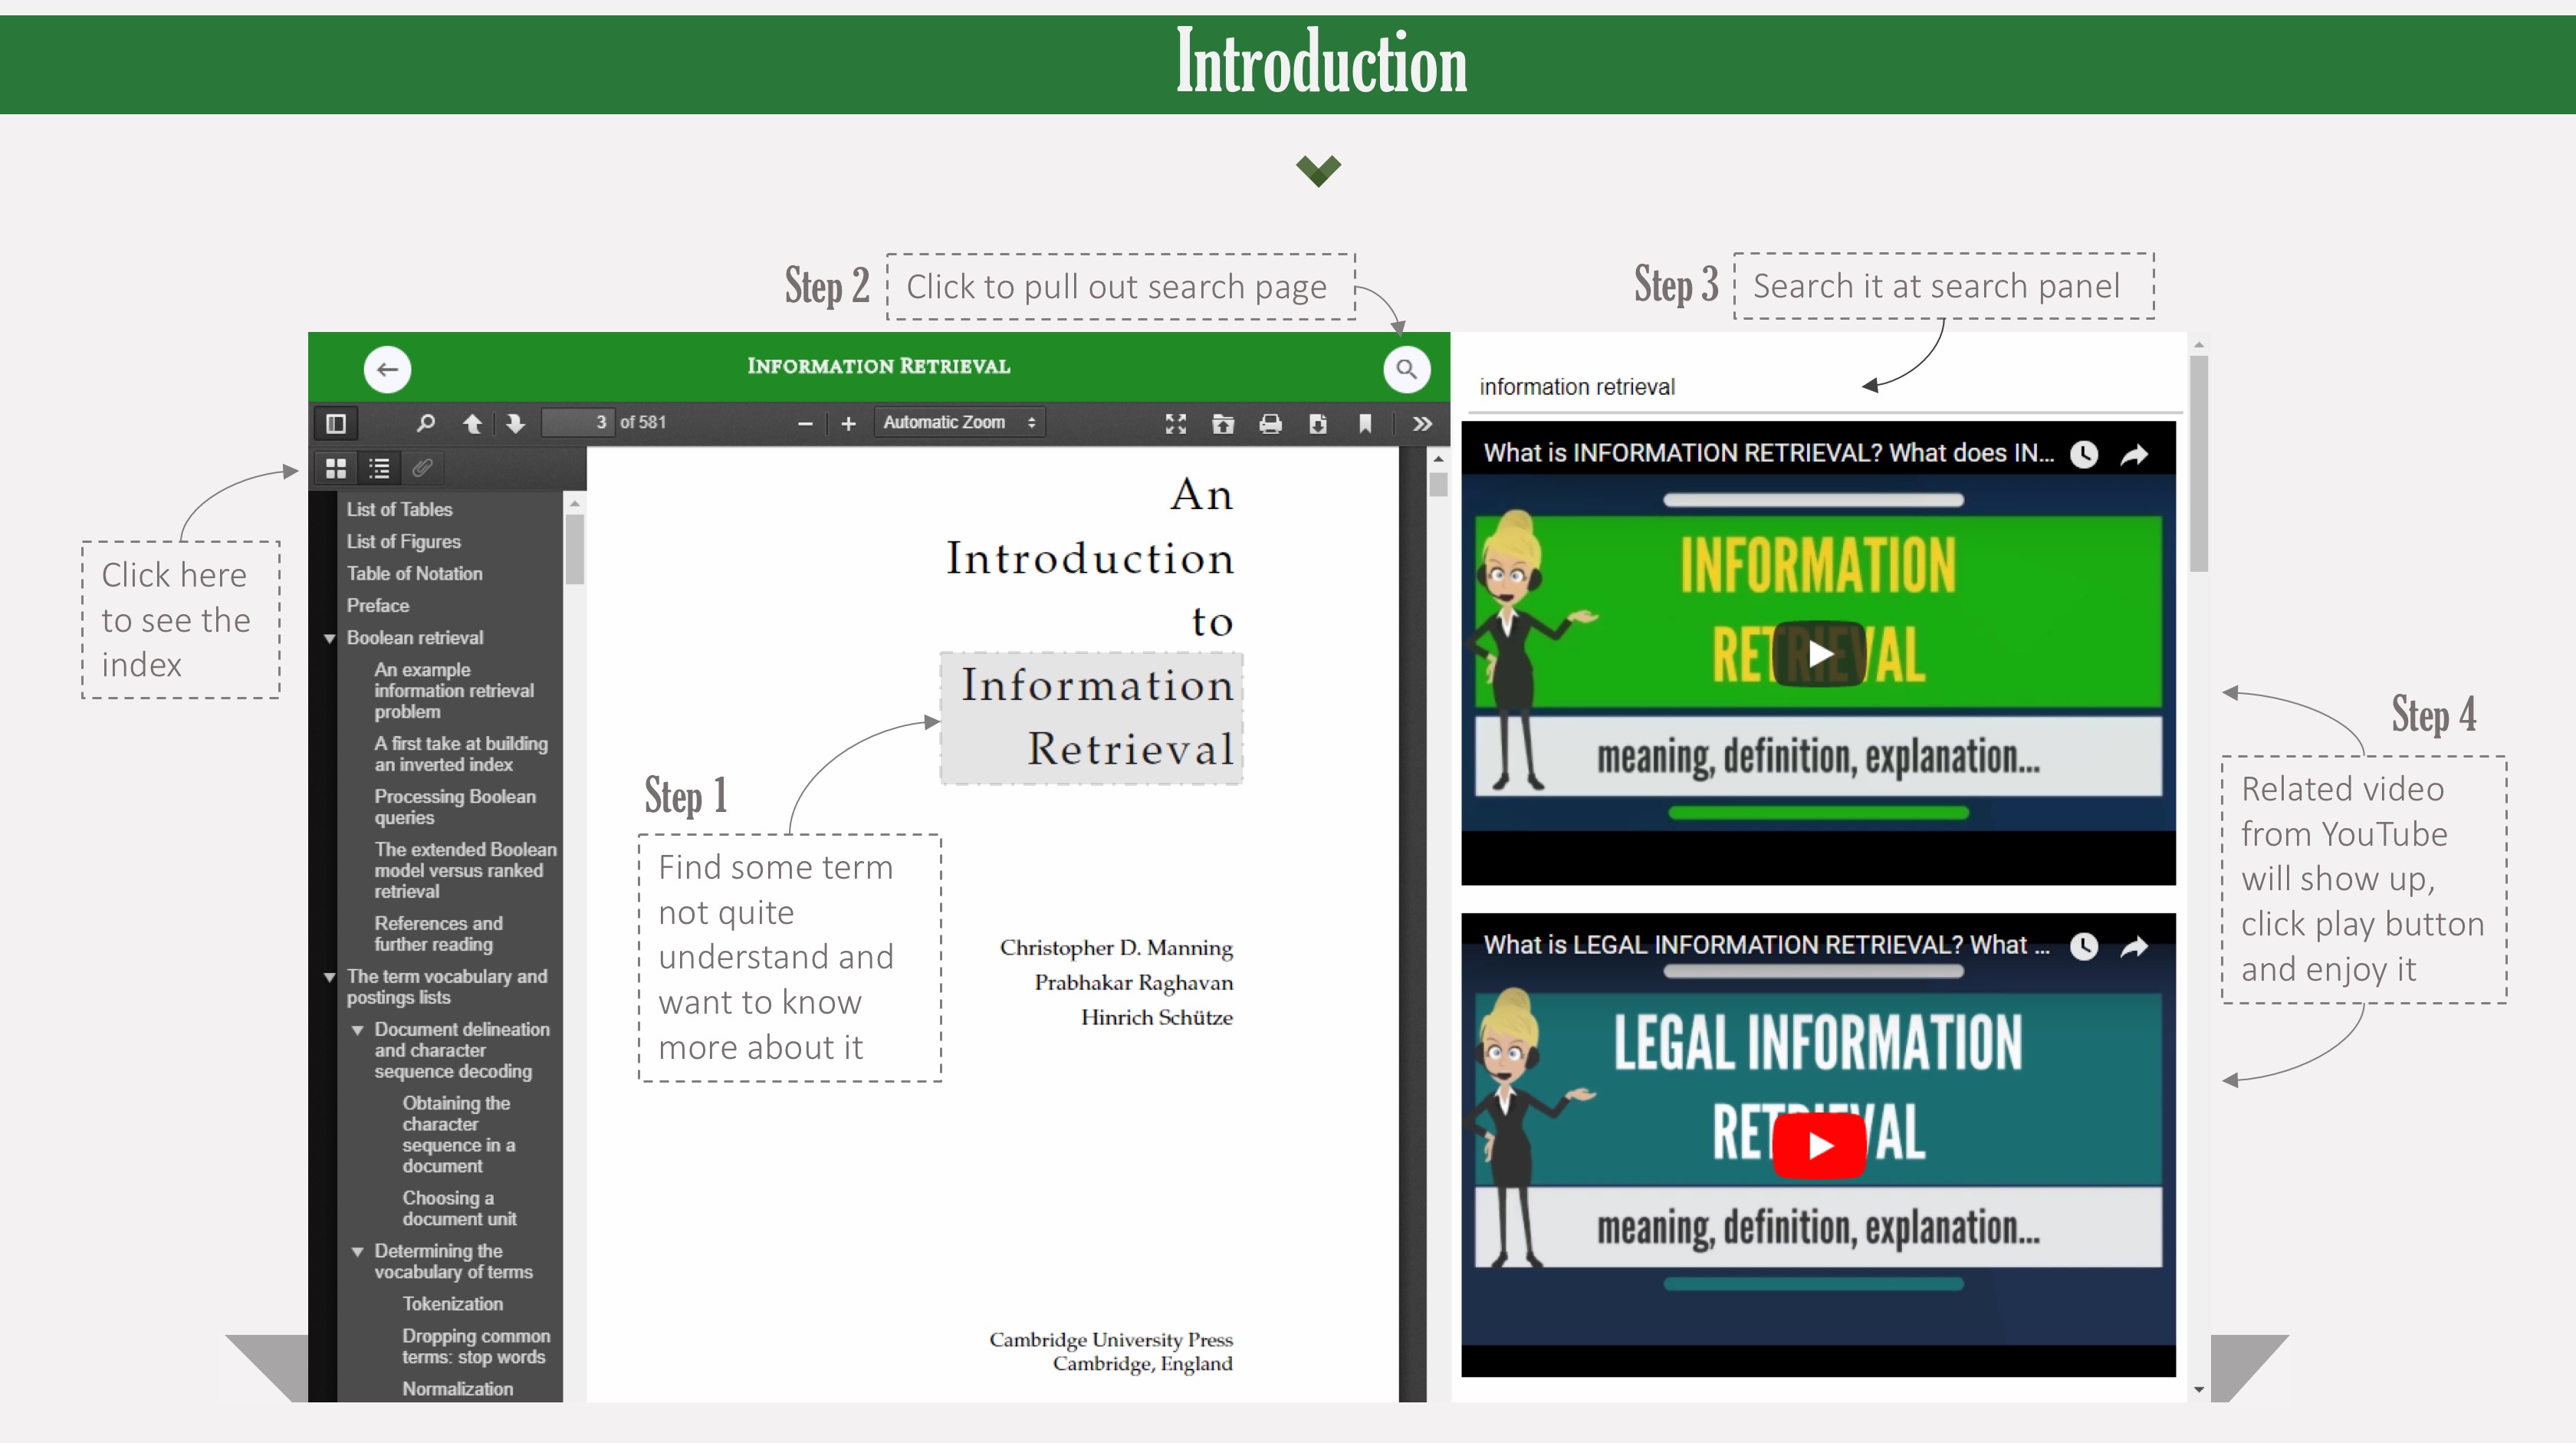 Introduction
Step 2
Click to pull out search page
Step 3
Search it at search panel
INFORMATION RETRIEVAL
3 of 581
Automatic Zoom
Click here
to see the
index
List of Tables
List of Figures
Table of Notation
Preface
Boolean retrieval
An example
information retrieval
problem
A first take at building
an inverted index
Processing Boolean
queries
The extended Boolean
model versus ranked
retrieval
References and
further reading
The term vocabulary and
postings lists
Document delineation
and character
sequence decoding
Obtaining the
character
sequence in a
document
Choosing a
document unit
Determining the
vocabulary of terms
Tokenization
Dropping common
terms: stop words
Normalization
An
Introduction
to
Information
Retrieval
Step 1
Find some term
not quite
understand and
want to know
more about it
Christopher D. Manning
Prabhakar Raghavan
Hinrich Schütze
Cambridge University Press
Cambridge, England
information retrieval
What is INFORMATION RETRIEVAL? What does IN...
INFORMATION
RETRIEVAL
meaning, definition, explanation...
What is LEGAL INFORMATION RETRIEVAL? What ...
LEGAL INFORMATION
RETRIEVAL
meaning, definition, explanation...
Step 4
Related video
from YouTube
will show up,
click play button
and enjoy it